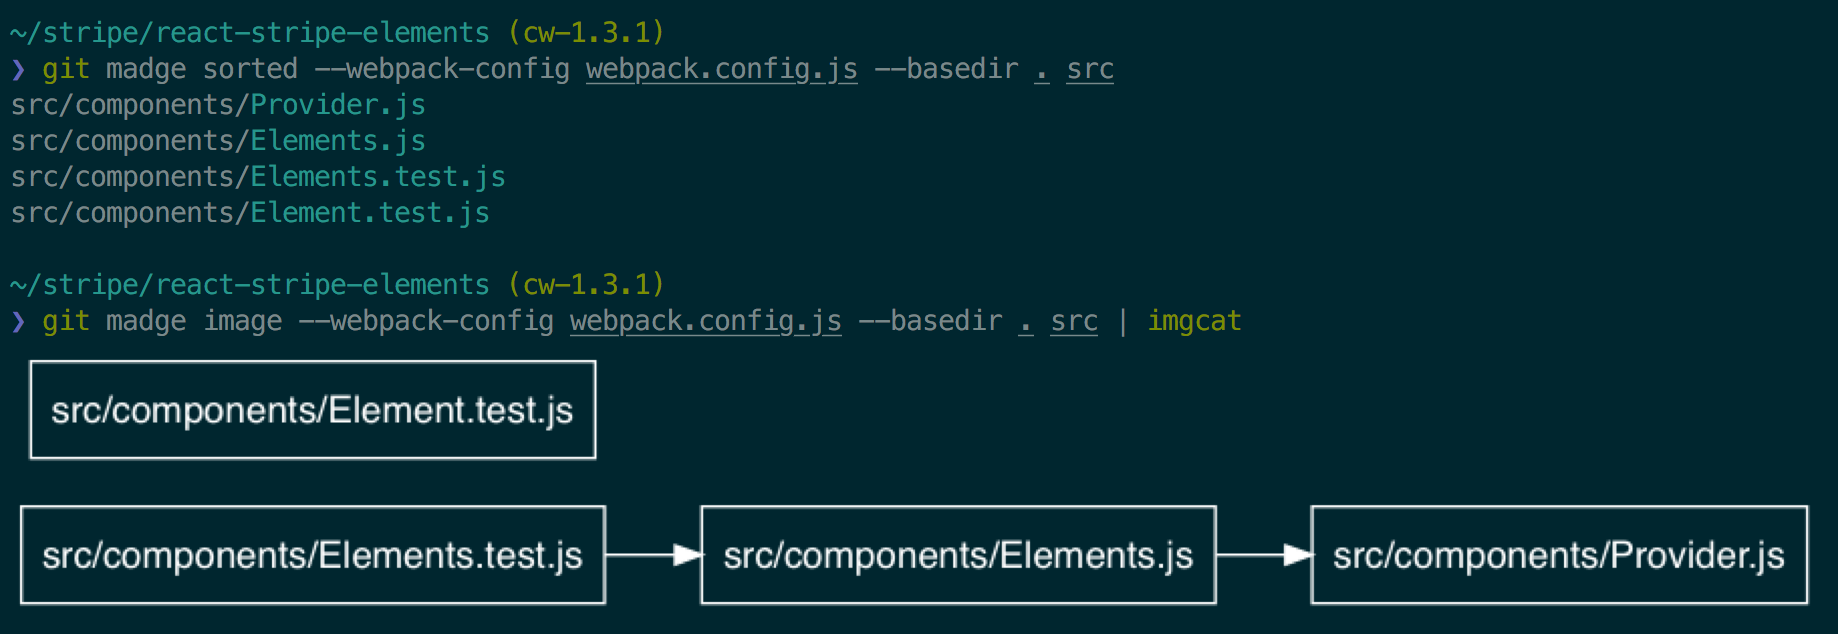 ~/stripe/react-stripe-elements (cw-1.3.1)
❯ git madge sorted --webpack-config webpack.config.js --basedir . src
src/components/Provider.js
src/components/Elements.js
src/components/Elements.test.js
src/components/Element.test.js
~/stripe/react-stripe-elements (cw-1.3.1)
❯ git madge image --webpack-config webpack.config.js --basedir . src | imgcat
src/components/Element.test.js
src/components/Elements.test.js src/components/Elements.js src/components/Provider.js